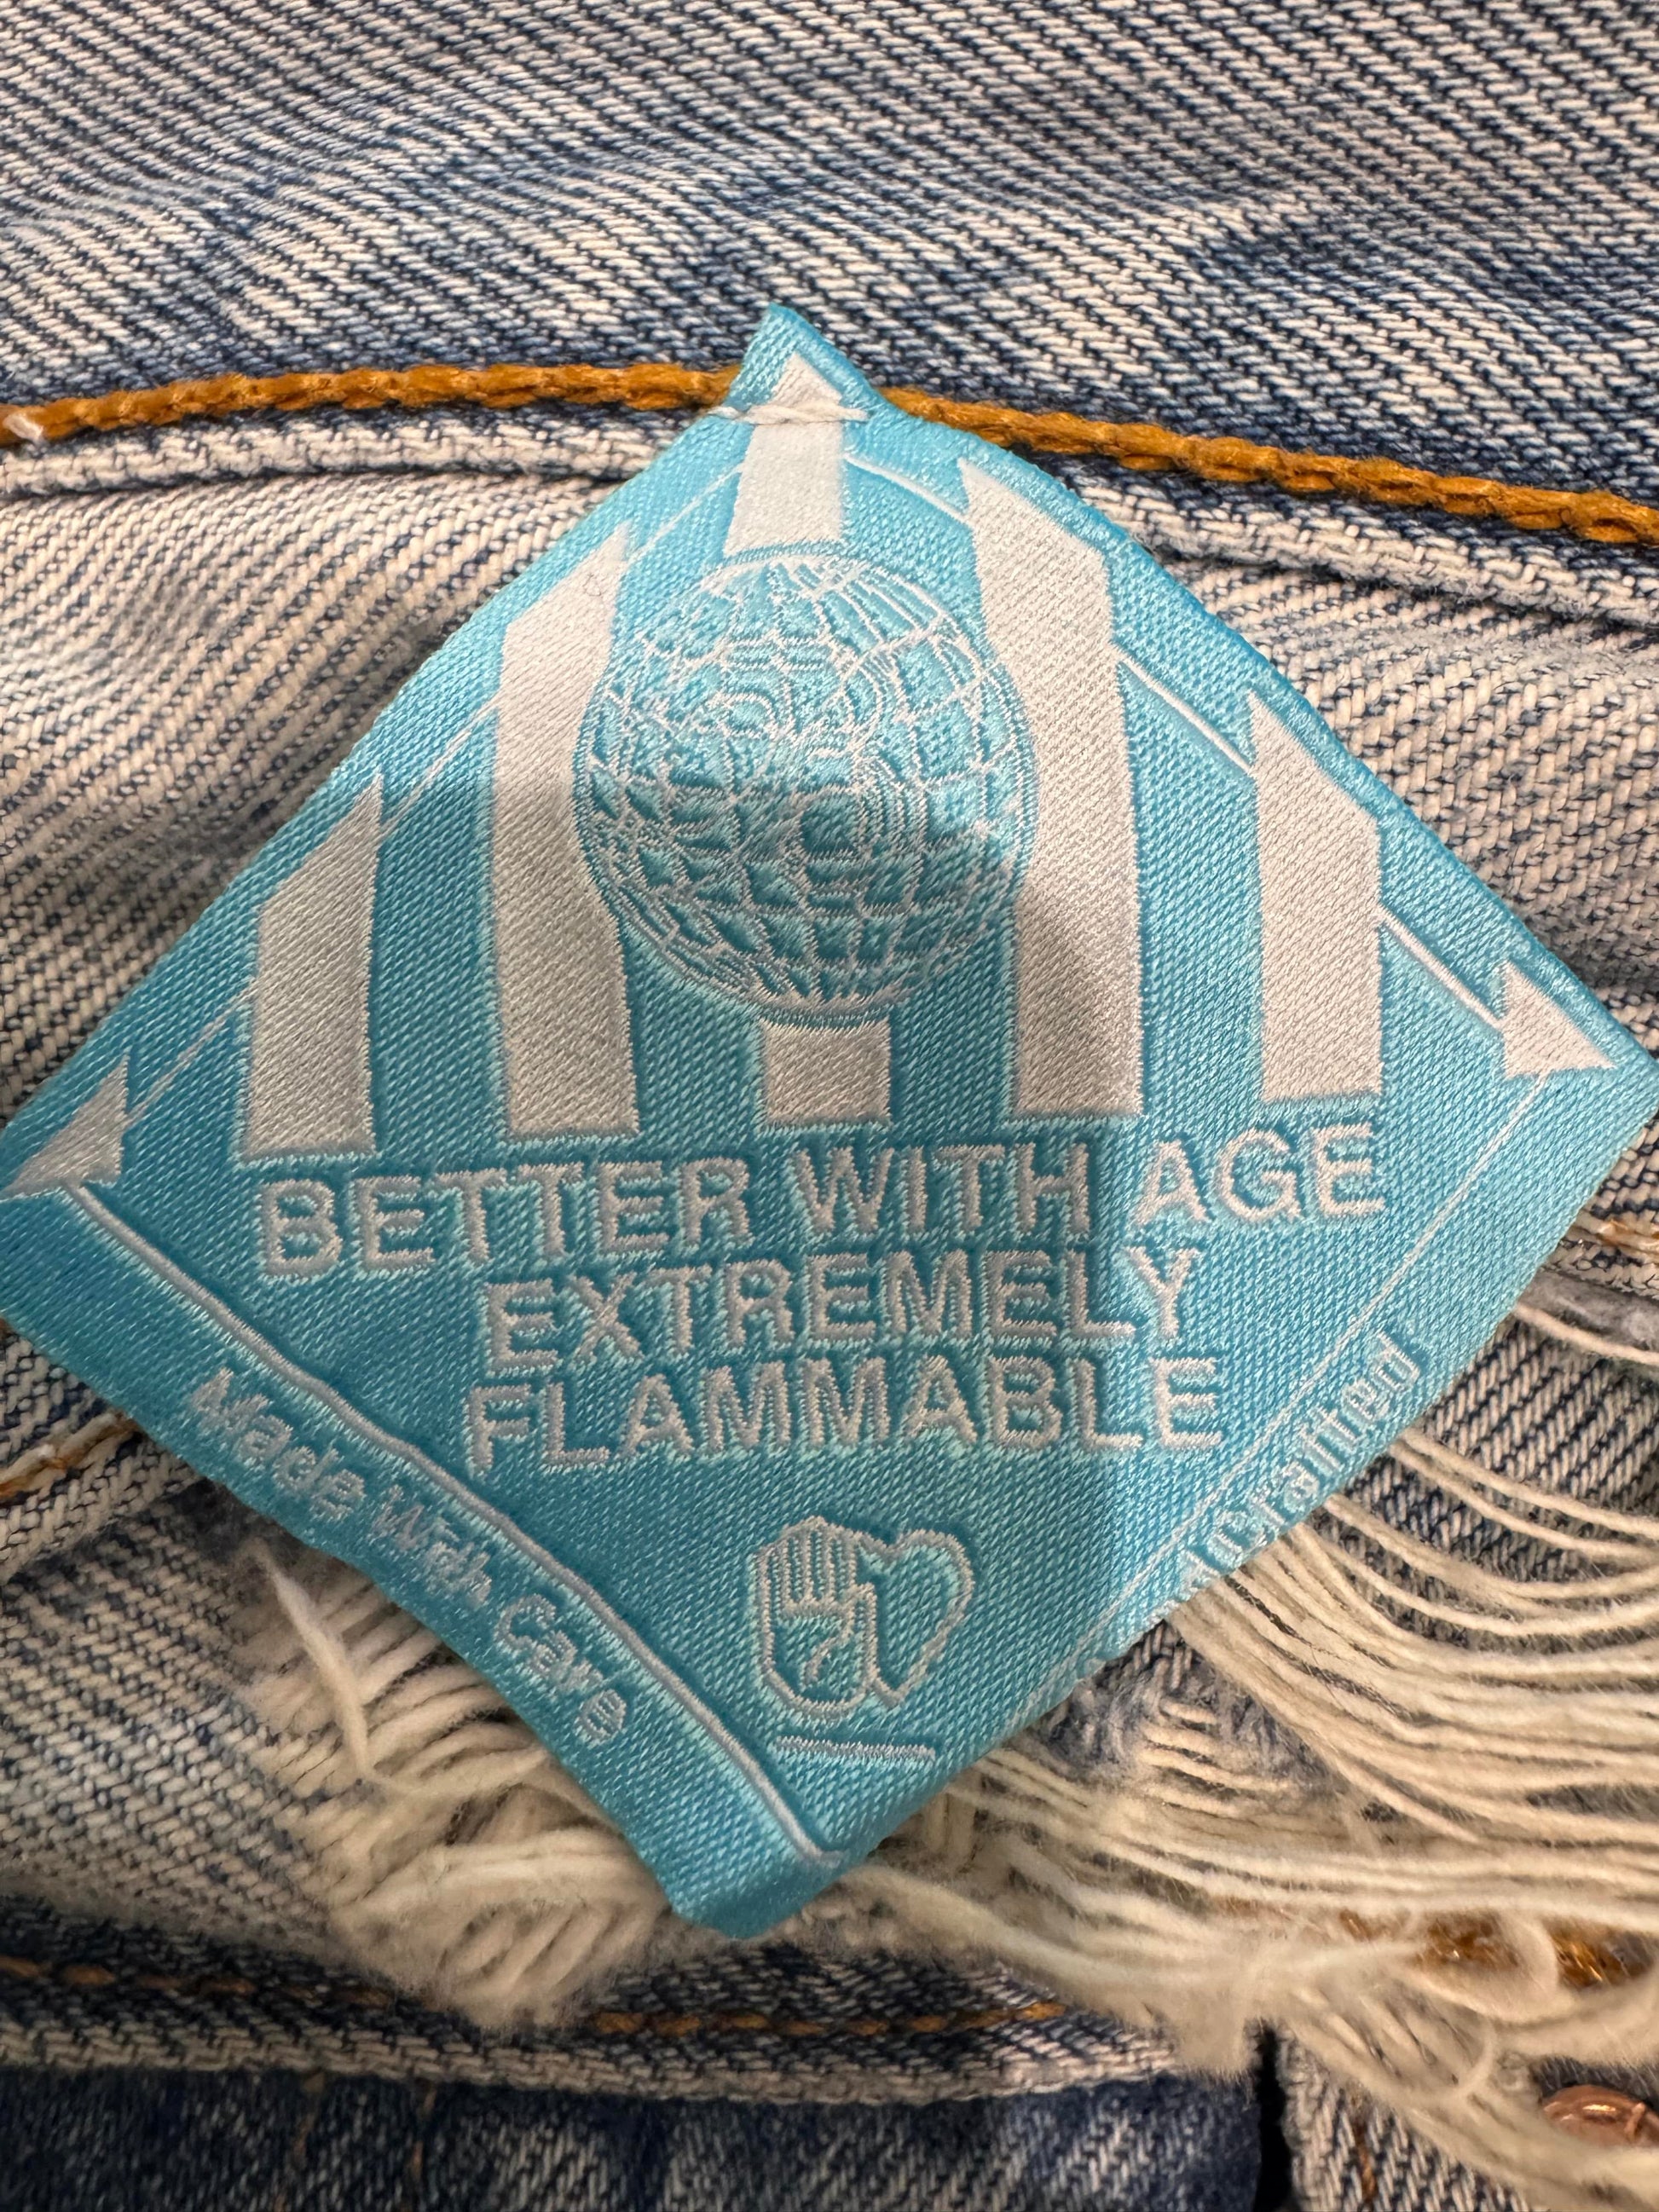 BETTER WITH AGE
EXTREMELY
FLAMMABLE
Made With Care